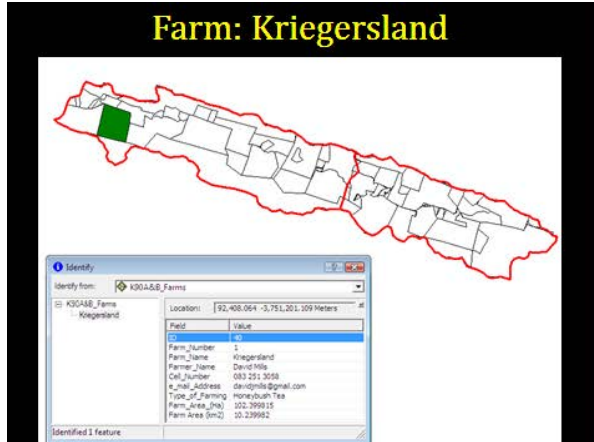 Farm: Kriegersland
Identify
Identify from: K90A&B_Farms
K90A&B_Farms
Kriegersland
Location: 92,408.064 -3,751,201.109 Meters
Field Value
ID 40
Farm_Number 1
Farm_Name Kriegersland
Farmer_Name David Mills
Cell_Number 083 251 3058
e_mail_Address davidjmills@gmail.com
Type_of_Farming Honeybush Tea
Farm_Area_(Ha) 102.399815
Farm Area (km2) 10.239982
Identified 1 feature